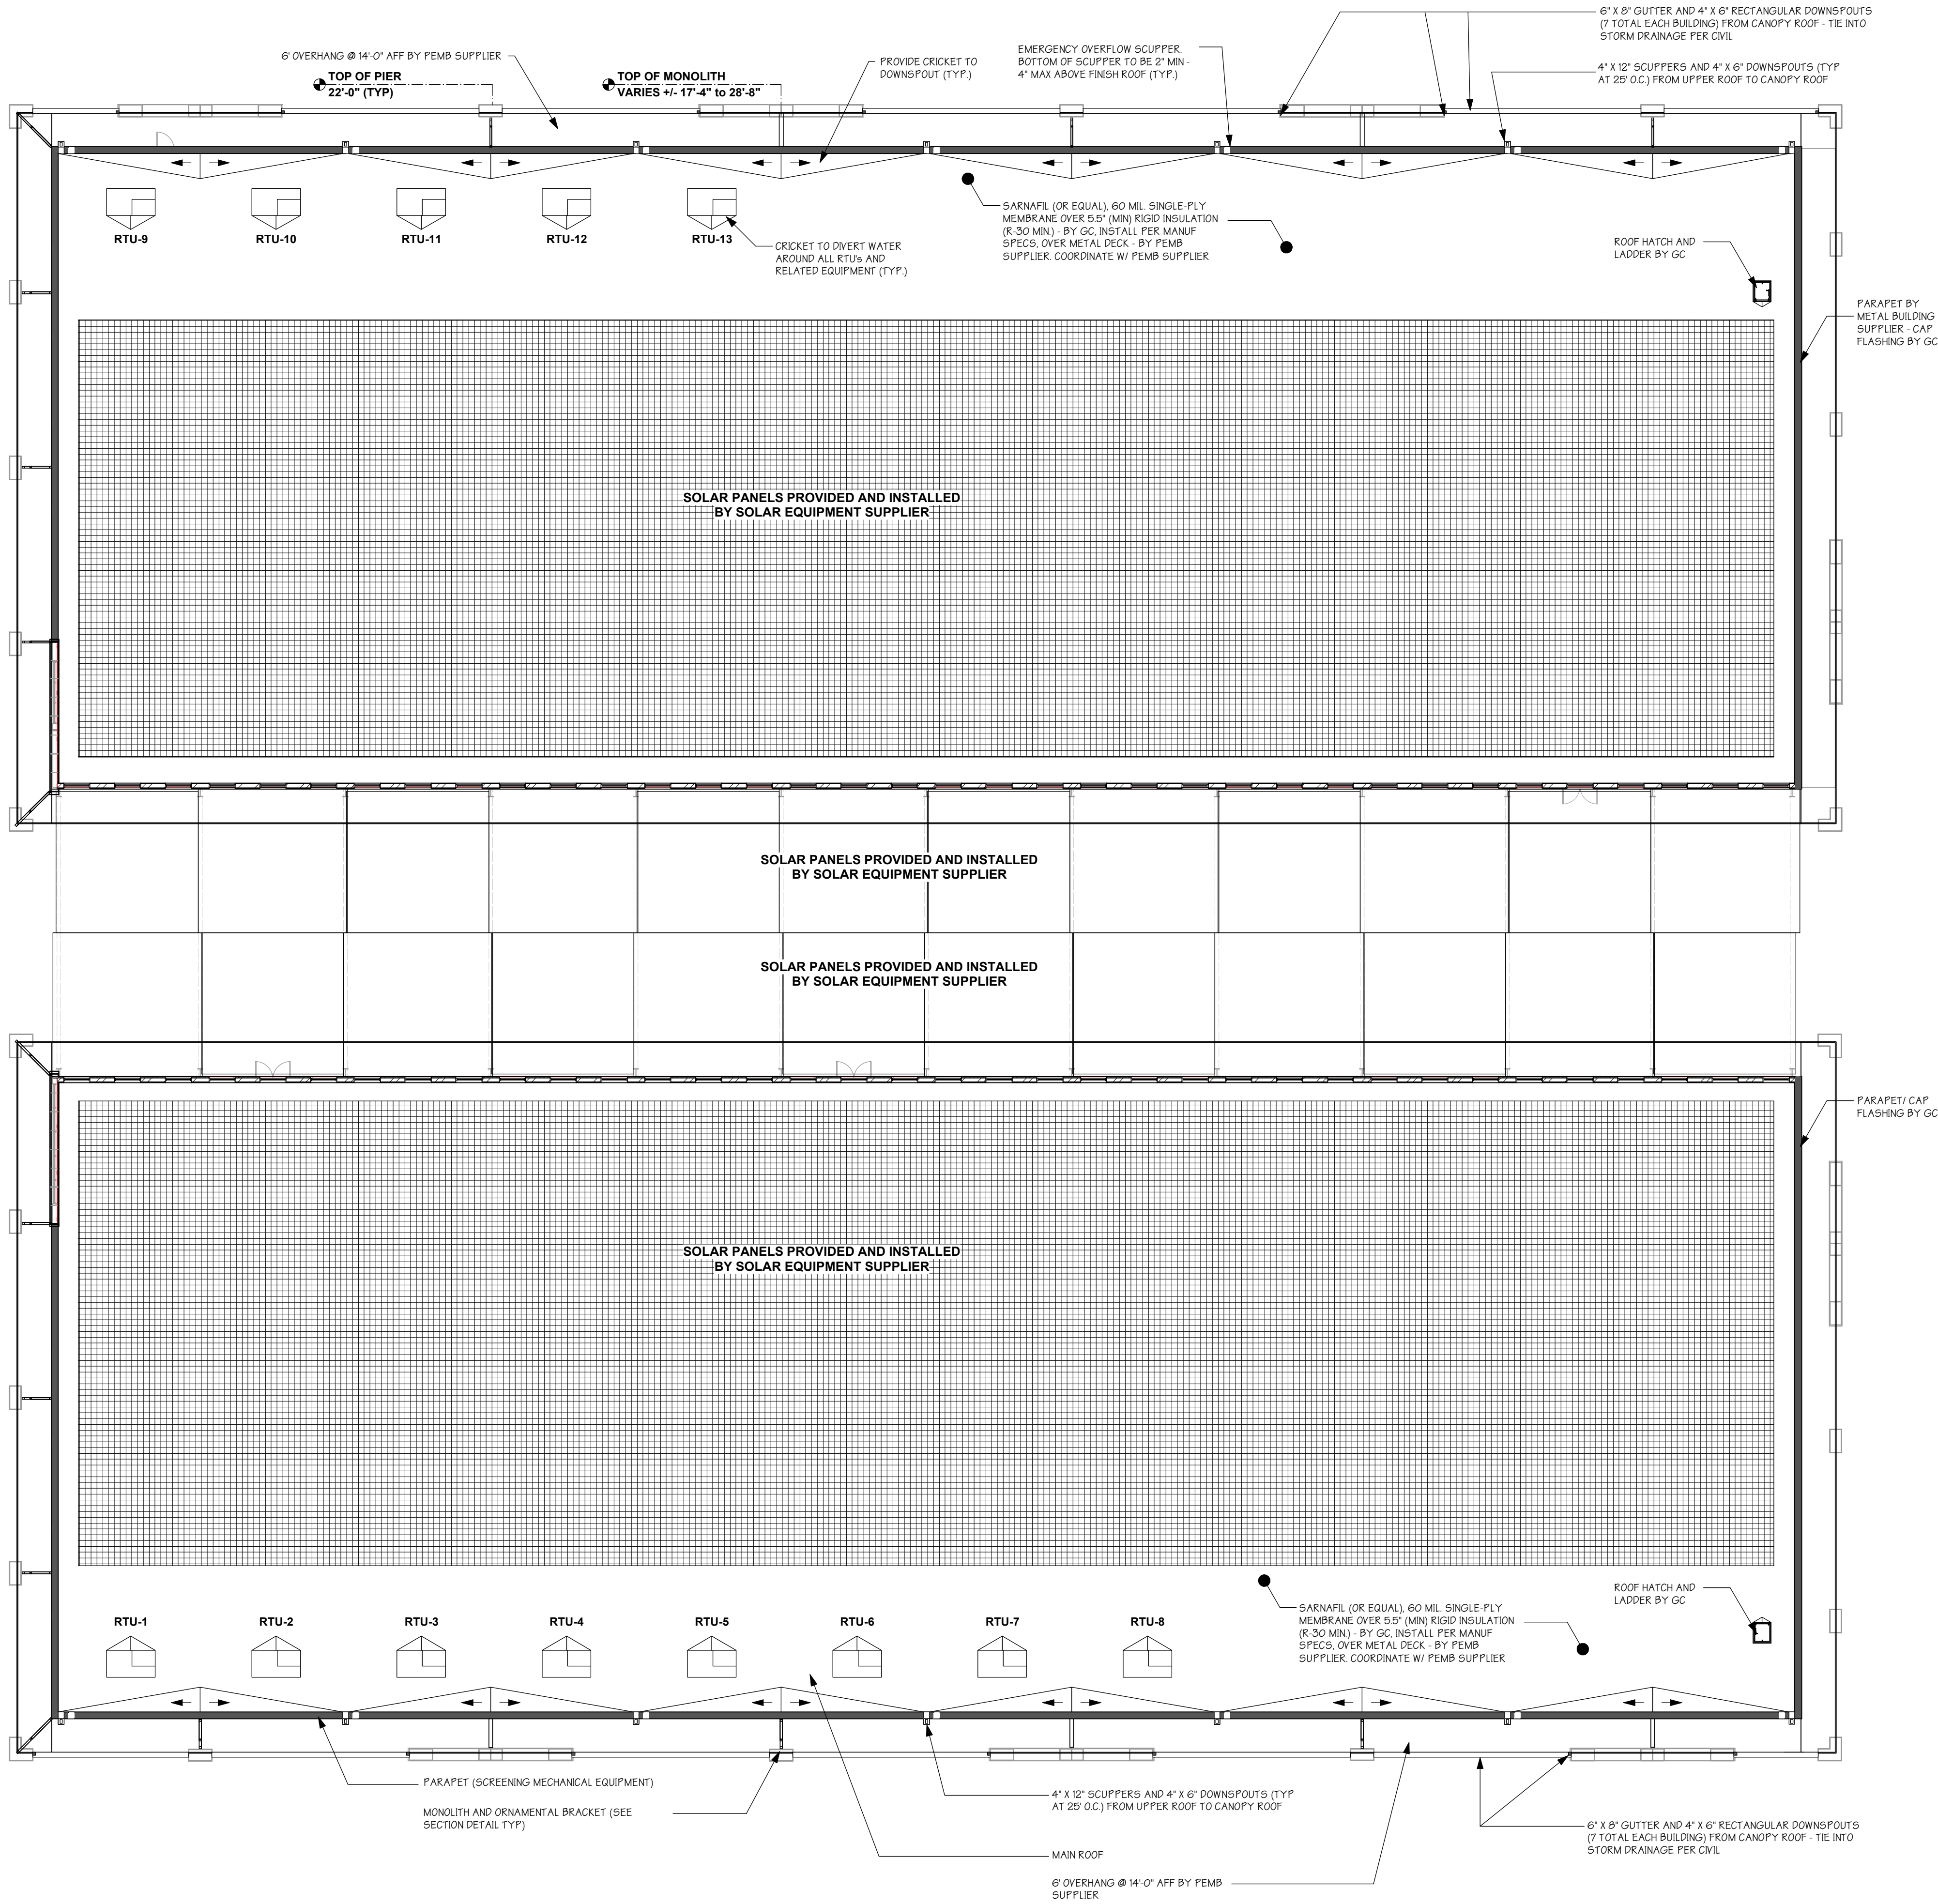 6" X 8" GUTTER AND 4" X 6" RECTANGULAR DOWNSPOUTS
(7 TOTAL EACH BUILDING) FROM CANOPY ROOF - TIE INTO
STORM DRAINAGE PER CIVIL
6' OVERHANG @ 14'-0" AFF BY PEMB SUPPLIER
EMERGENCY OVERFLOW SCUPPER.
BOTTOM OF SCUPPER TO BE 2" MIN -
4" MAX ABOVE FINISH ROOF (TYP.)
PROVIDE CRICKET TO
DOWNSPOUT (TYP.)
4" X 12" SCUPPERS AND 4" X 6" DOWNSPOUTS (TYP
AT 25' O.C.) FROM UPPER ROOF TO CANOPY ROOF
TOP OF PIER
22'-0" (TYP)
TOP OF MONOLITH
VARIES +/- 17'-4" to 28'-8"
RTU-9
RTU-10
RTU-11
RTU-12
RTU-13
CRICKET TO DIVERT WATER
AROUND ALL RTU's AND
RELATED EQUIPMENT (TYP.)
SARNAFIL (OR EQUAL), 60 MIL. SINGLE-PLY
MEMBRANE OVER 5.5" (MIN) RIGID INSULATION
(R-30 MIN.) - BY GC, INSTALL PER MANUF
SPECS, OVER METAL DECK - BY PEMB
SUPPLIER. COORDINATE W/ PEMB SUPPLIER
ROOF HATCH AND
LADDER BY GC
PARAPET BY
METAL BUILDING
SUPPLIER - CAP
FLASHING BY GC
SOLAR PANELS PROVIDED AND INSTALLED
BY SOLAR EQUIPMENT SUPPLIER
SOLAR PANELS PROVIDED AND INSTALLED
BY SOLAR EQUIPMENT SUPPLIER
SOLAR PANELS PROVIDED AND INSTALLED
BY SOLAR EQUIPMENT SUPPLIER
PARAPET/ CAP
FLASHING BY GC
SOLAR PANELS PROVIDED AND INSTALLED
BY SOLAR EQUIPMENT SUPPLIER
RTU-1
RTU-2
RTU-3
RTU-4
RTU-5
RTU-6
RTU-7
RTU-8
SARNAFIL (OR EQUAL), 60 MIL. SINGLE-PLY
MEMBRANE OVER 5.5" (MIN) RIGID INSULATION
(R-30 MIN.) - BY GC, INSTALL PER MANUF
SPECS, OVER METAL DECK - BY PEMB
SUPPLIER. COORDINATE W/ PEMB SUPPLIER
ROOF HATCH AND
LADDER BY GC
PARAPET (SCREENING MECHANICAL EQUIPMENT)
MONOLITH AND ORNAMENTAL BRACKET (SEE
SECTION DETAIL TYP)
4" X 12" SCUPPERS AND 4" X 6" DOWNSPOUTS (TYP
AT 25' O.C.) FROM UPPER ROOF TO CANOPY ROOF
6" X 8" GUTTER AND 4" X 6" RECTANGULAR DOWNSPOUTS
(7 TOTAL EACH BUILDING) FROM CANOPY ROOF - TIE INTO
STORM DRAINAGE PER CIVIL
MAIN ROOF
6' OVERHANG @ 14'-0" AFF BY PEMB
SUPPLIER